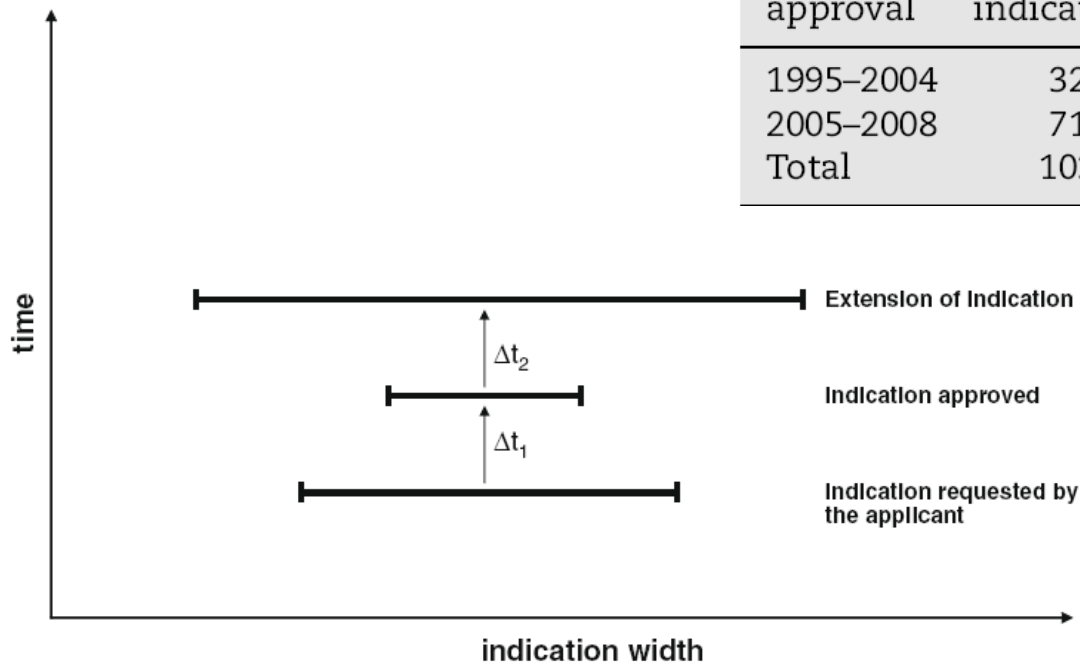 approval
1995–2004 32
2005–2008 71
Total
time
Extension of indication
Δt2
Indication approved
Δt1
Indication requested by
the applicant
indication width